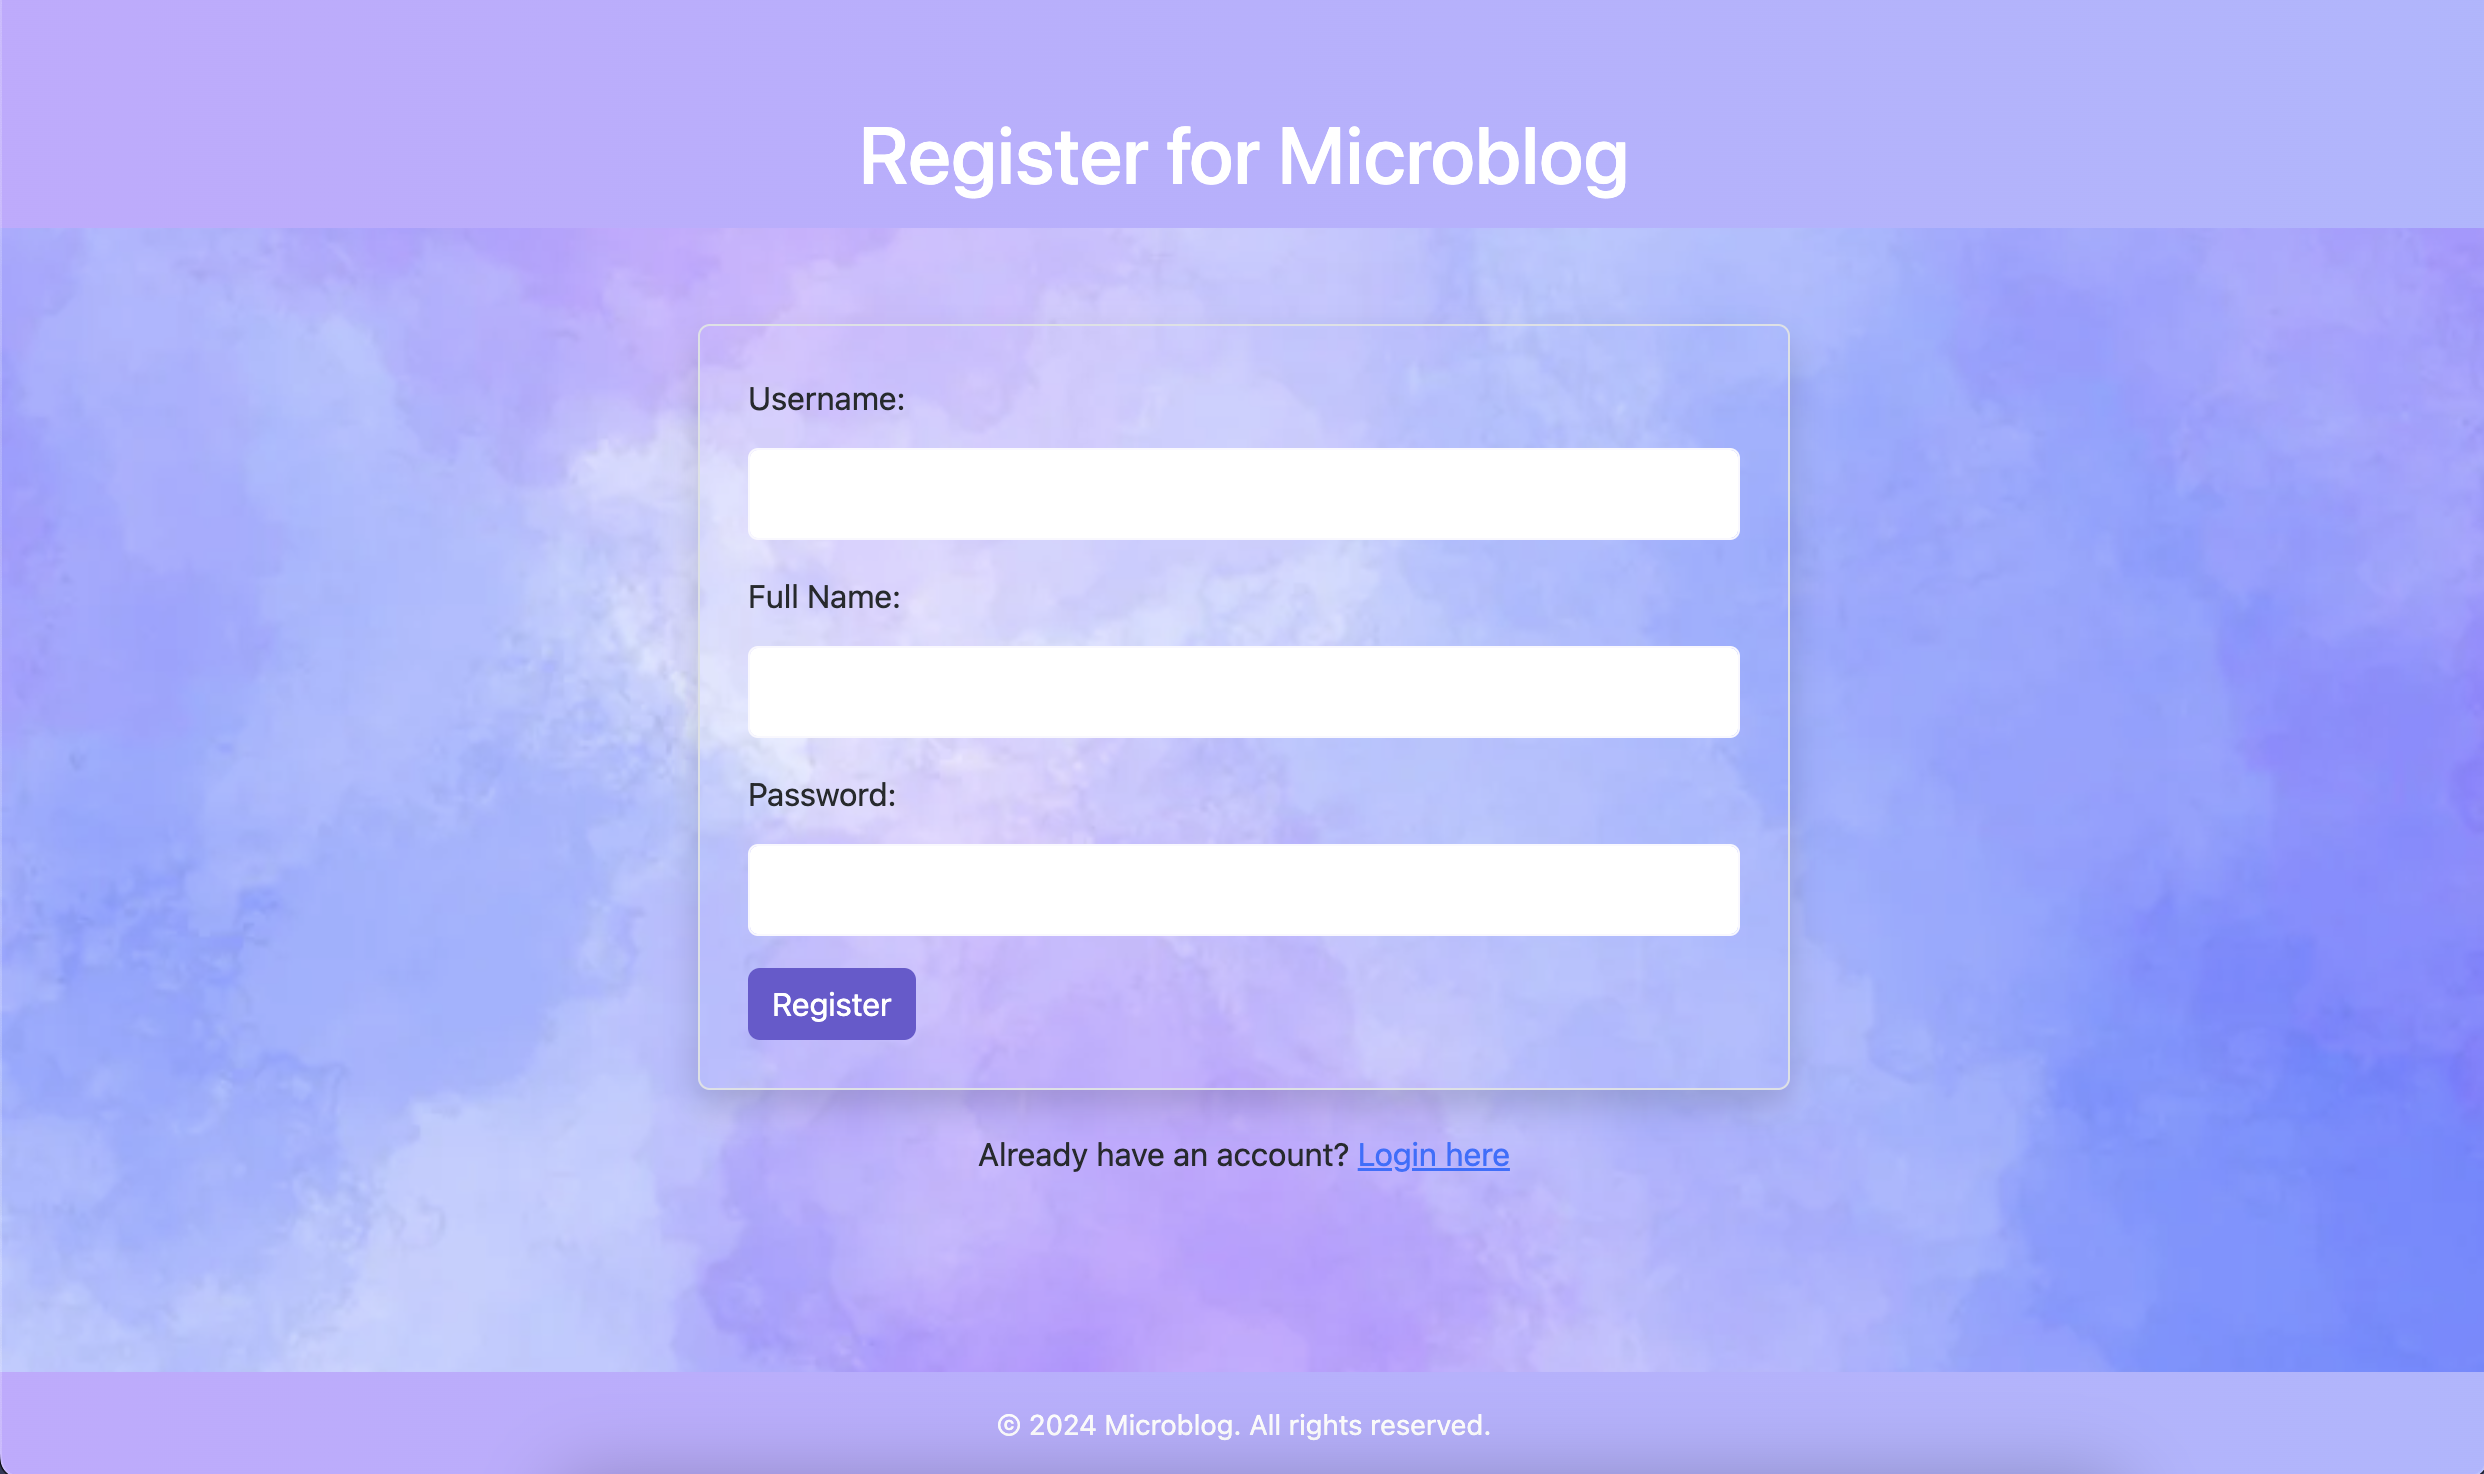 Register for Microblog
Username:
Full Name:
Password:
Register
Already have an account? Login here
© 2024 Microblog. All rights reserved.